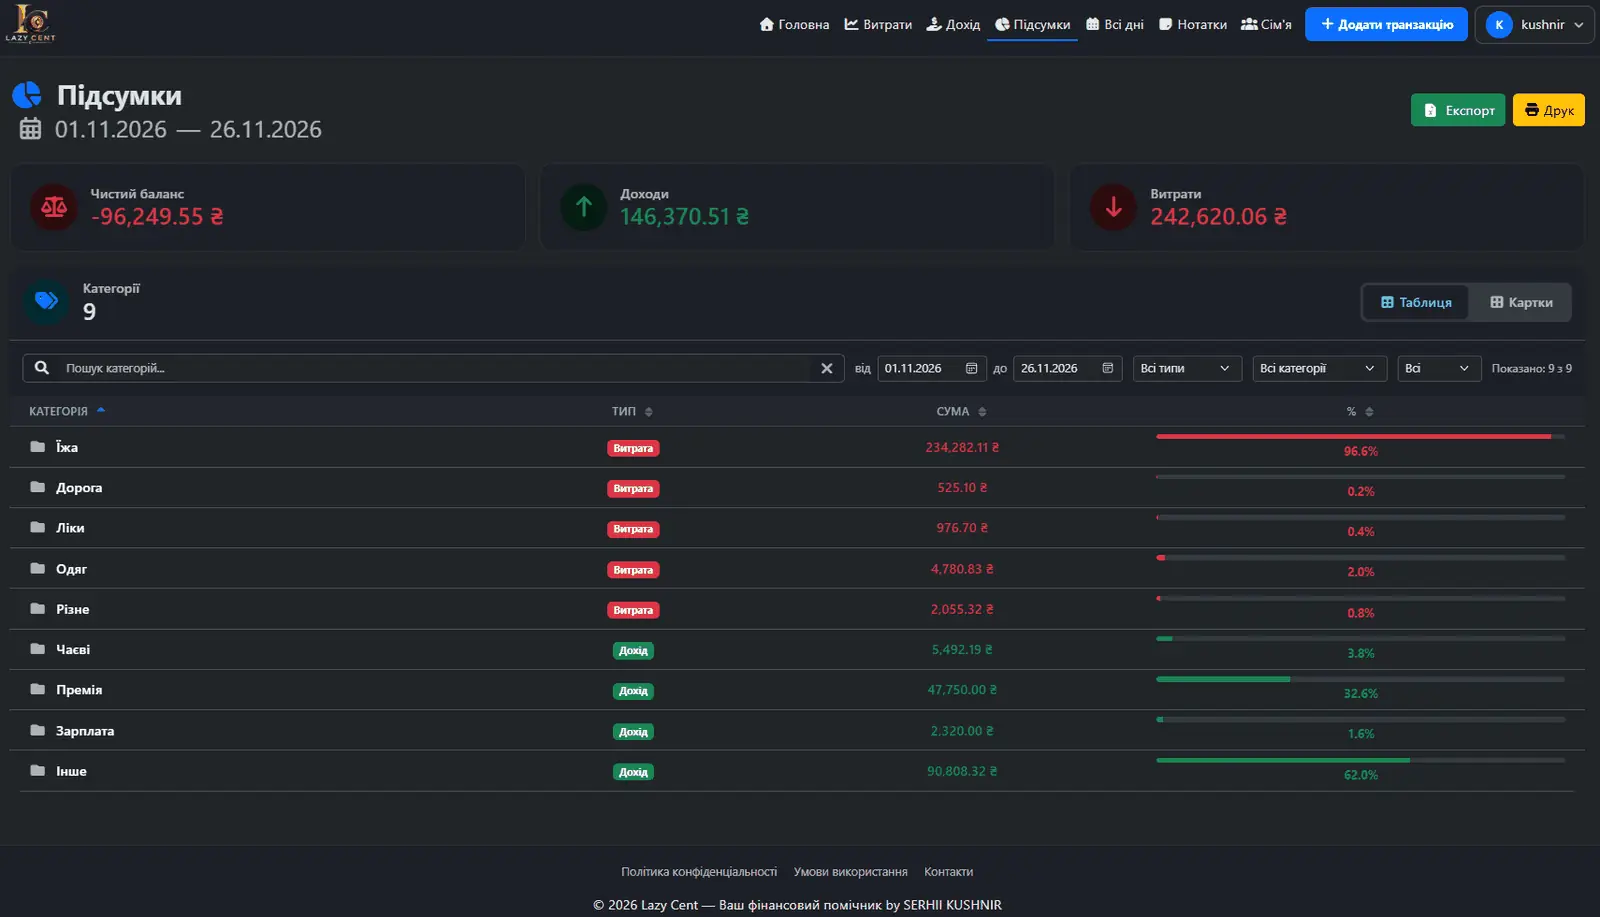 LAZY CENT
Головна Витрати Дохід Підсумки Всі дні Нотатки Сім'я + Додати транзакцію K kushnir
Підсумки
01.11.2026 — 26.11.2026
Експорт Друк
Чистий баланс
-96,249.55 ₴
Доходи
146,370.51 ₴
Витрати
242,620.06 ₴
Категорії
9
Таблиця Картки
Пошук категорій... від 01.11.2026 до 26.11.2026 Всі типи Всі категорії Всі Показано: 9 з 9
КАТЕГОРІЯ ТИП СУМА %
Їжа Витрата 234,282.11 ₴ 96.6%
Дорога Витрата 525.10 ₴ 0.2%
Ліки Витрата 976.70 ₴ 0.4%
Одяг Витрата 4,780.83 ₴ 2.0%
Різне Витрата 2,055.32 ₴ 0.8%
Чаєві Дохід 5,492.19 ₴ 3.8%
Премія Дохід 47,750.00 ₴ 32.6%
Зарплата Дохід 2,320.00 ₴ 1.6%
Інше Дохід 90,808.32 ₴ 62.0%
Політика конфіденціальності Умови використання Контакти
© 2026 Lazy Cent — Ваш фінансовий помічник by SERHII KUSHNIR